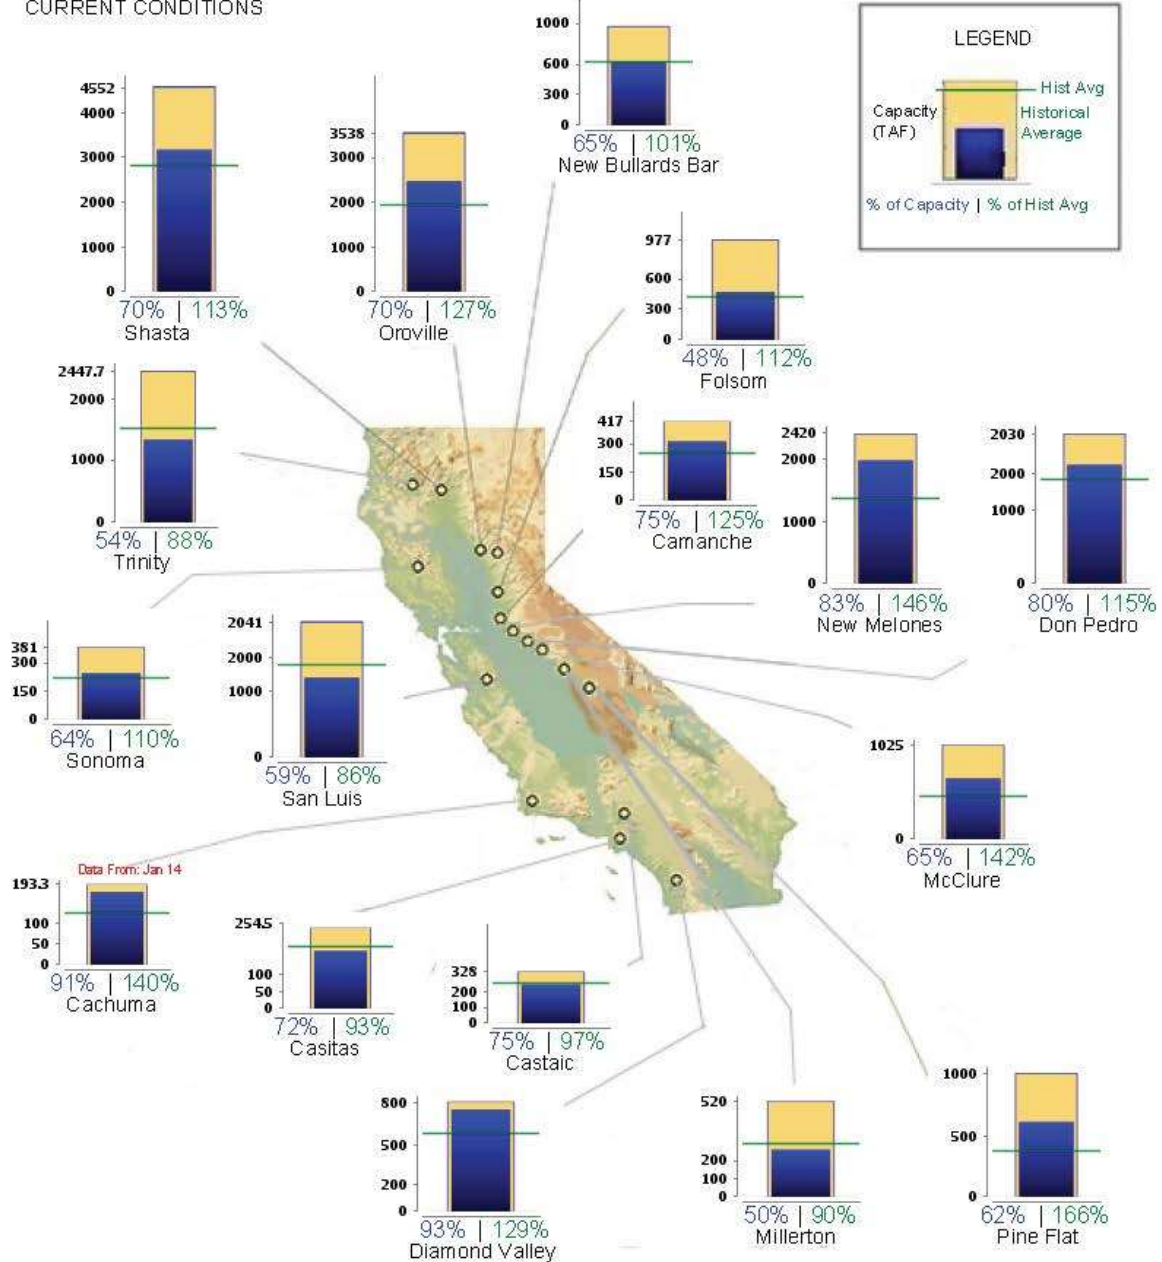 CURRENT CONDITIONS
1000
600
300
0
65% | 101%
New Bullards Bar
LEGEND
Hist Avg
Capacity
(TAF)
Historical
Average
% of Capacity | % of Hist Avg
4552
4000
3000
2000
1000
0
70% | 113%
Shasta
3538
3000
2000
1000
0
70% | 127%
Oroville
977
600
300
0
48% | 112%
Folsom
2447.7
2000
1000
0
54% | 88%
Trinity
417
300
150
0
75% | 125%
Camanche
2420
2000
1000
0
83% | 146%
New Melones
2030
2000
1000
0
80% | 115%
Don Pedro
381
300
150
0
64% | 110%
Sonoma
2041
2000
1000
0
59% | 86%
San Luis
1025
0
65% | 142%
McClure
Data From: Jan 14
193.3
100
50
0
91% | 140%
Cachuma
254.5
100
50
0
72% | 93%
Casitas
328
200
100
0
75% | 97%
Castaic
800
500
200
0
93% | 129%
Diamond Valley
520
200
100
0
50% | 90%
Millerton
1000
500
0
62% | 166%
Pine Flat